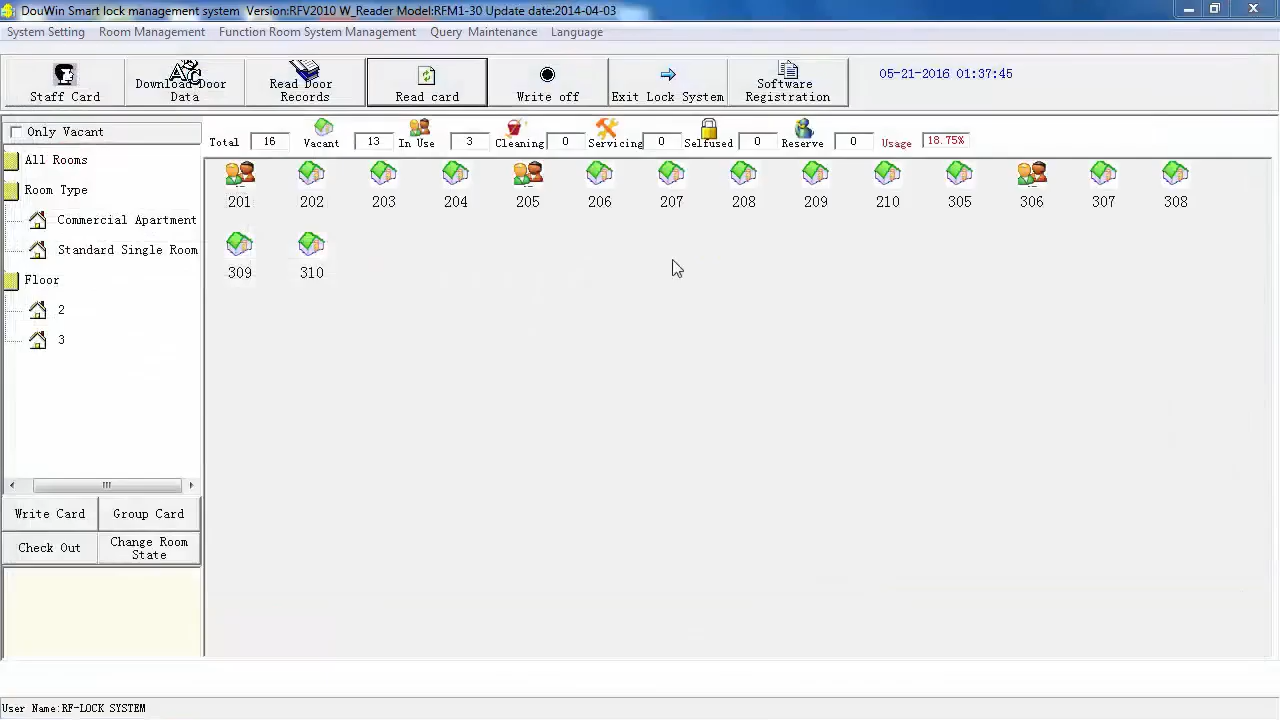 DouWin Smart lock management system Version:RFV2010 W_Reader Model:RFM1-30 Update date:2014-04-03
System Setting Room Management Function Room System Management Query Maintenance Language
Staff Card
Download Door Data
Read Door Records
Read card
Write off
Exit Lock System
Software Registration
05-21-2016 01:37:45
Only Vacant
Total 16 Vacant 13 In Use 3 Cleaning 0 Servicing 0 Selfused 0 Reserve 0 Usage 18.75%
All Rooms
Room Type
Commercial Apartment
Standard Single Room
Floor
2
3
201 202 203 204 205 206 207 208 209 210 305 306 307 308
309 310
Write Card Group Card
Check Out Change Room State
User Name:RF-LOCK SYSTEM